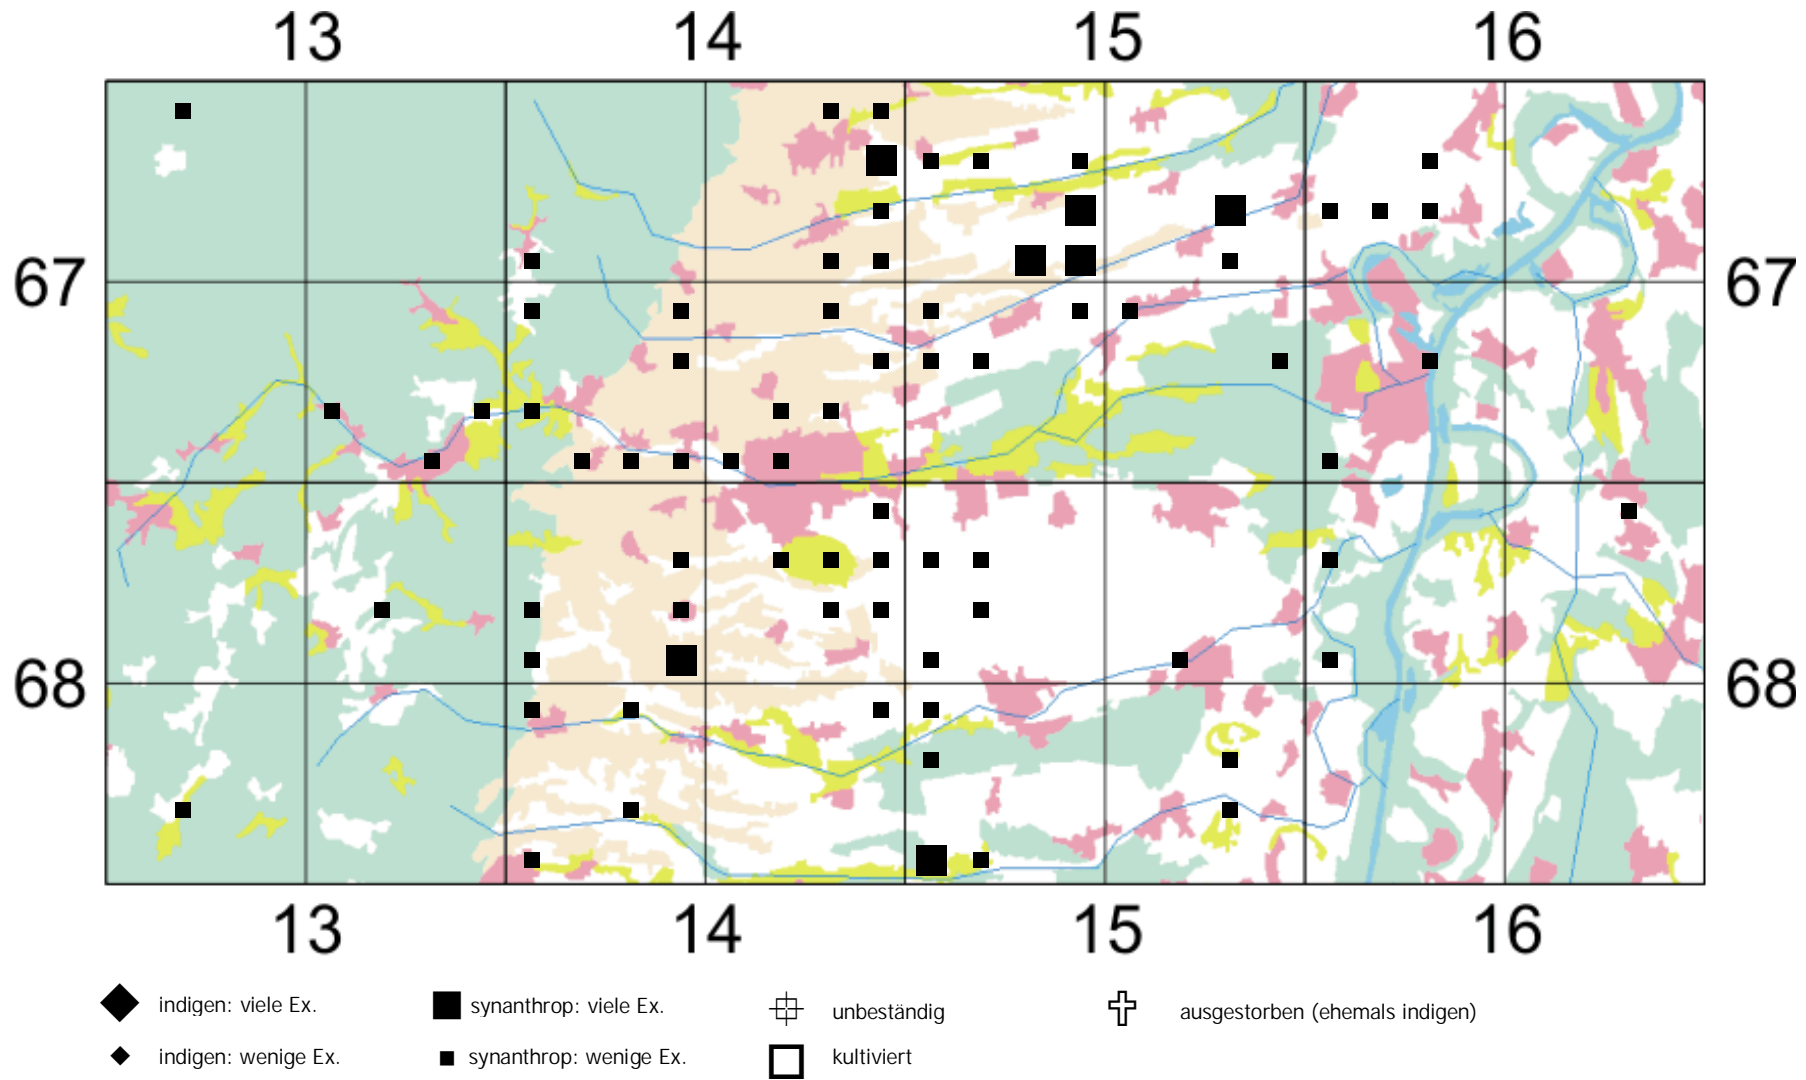 13 14 15 16
67 67
68 68
13 14 15 16
indigen: viele Ex. synanthrop: viele Ex. unbeständig ausgestorben (ehemals indigen)
indigen: wenige Ex. synanthrop: wenige Ex. kultiviert